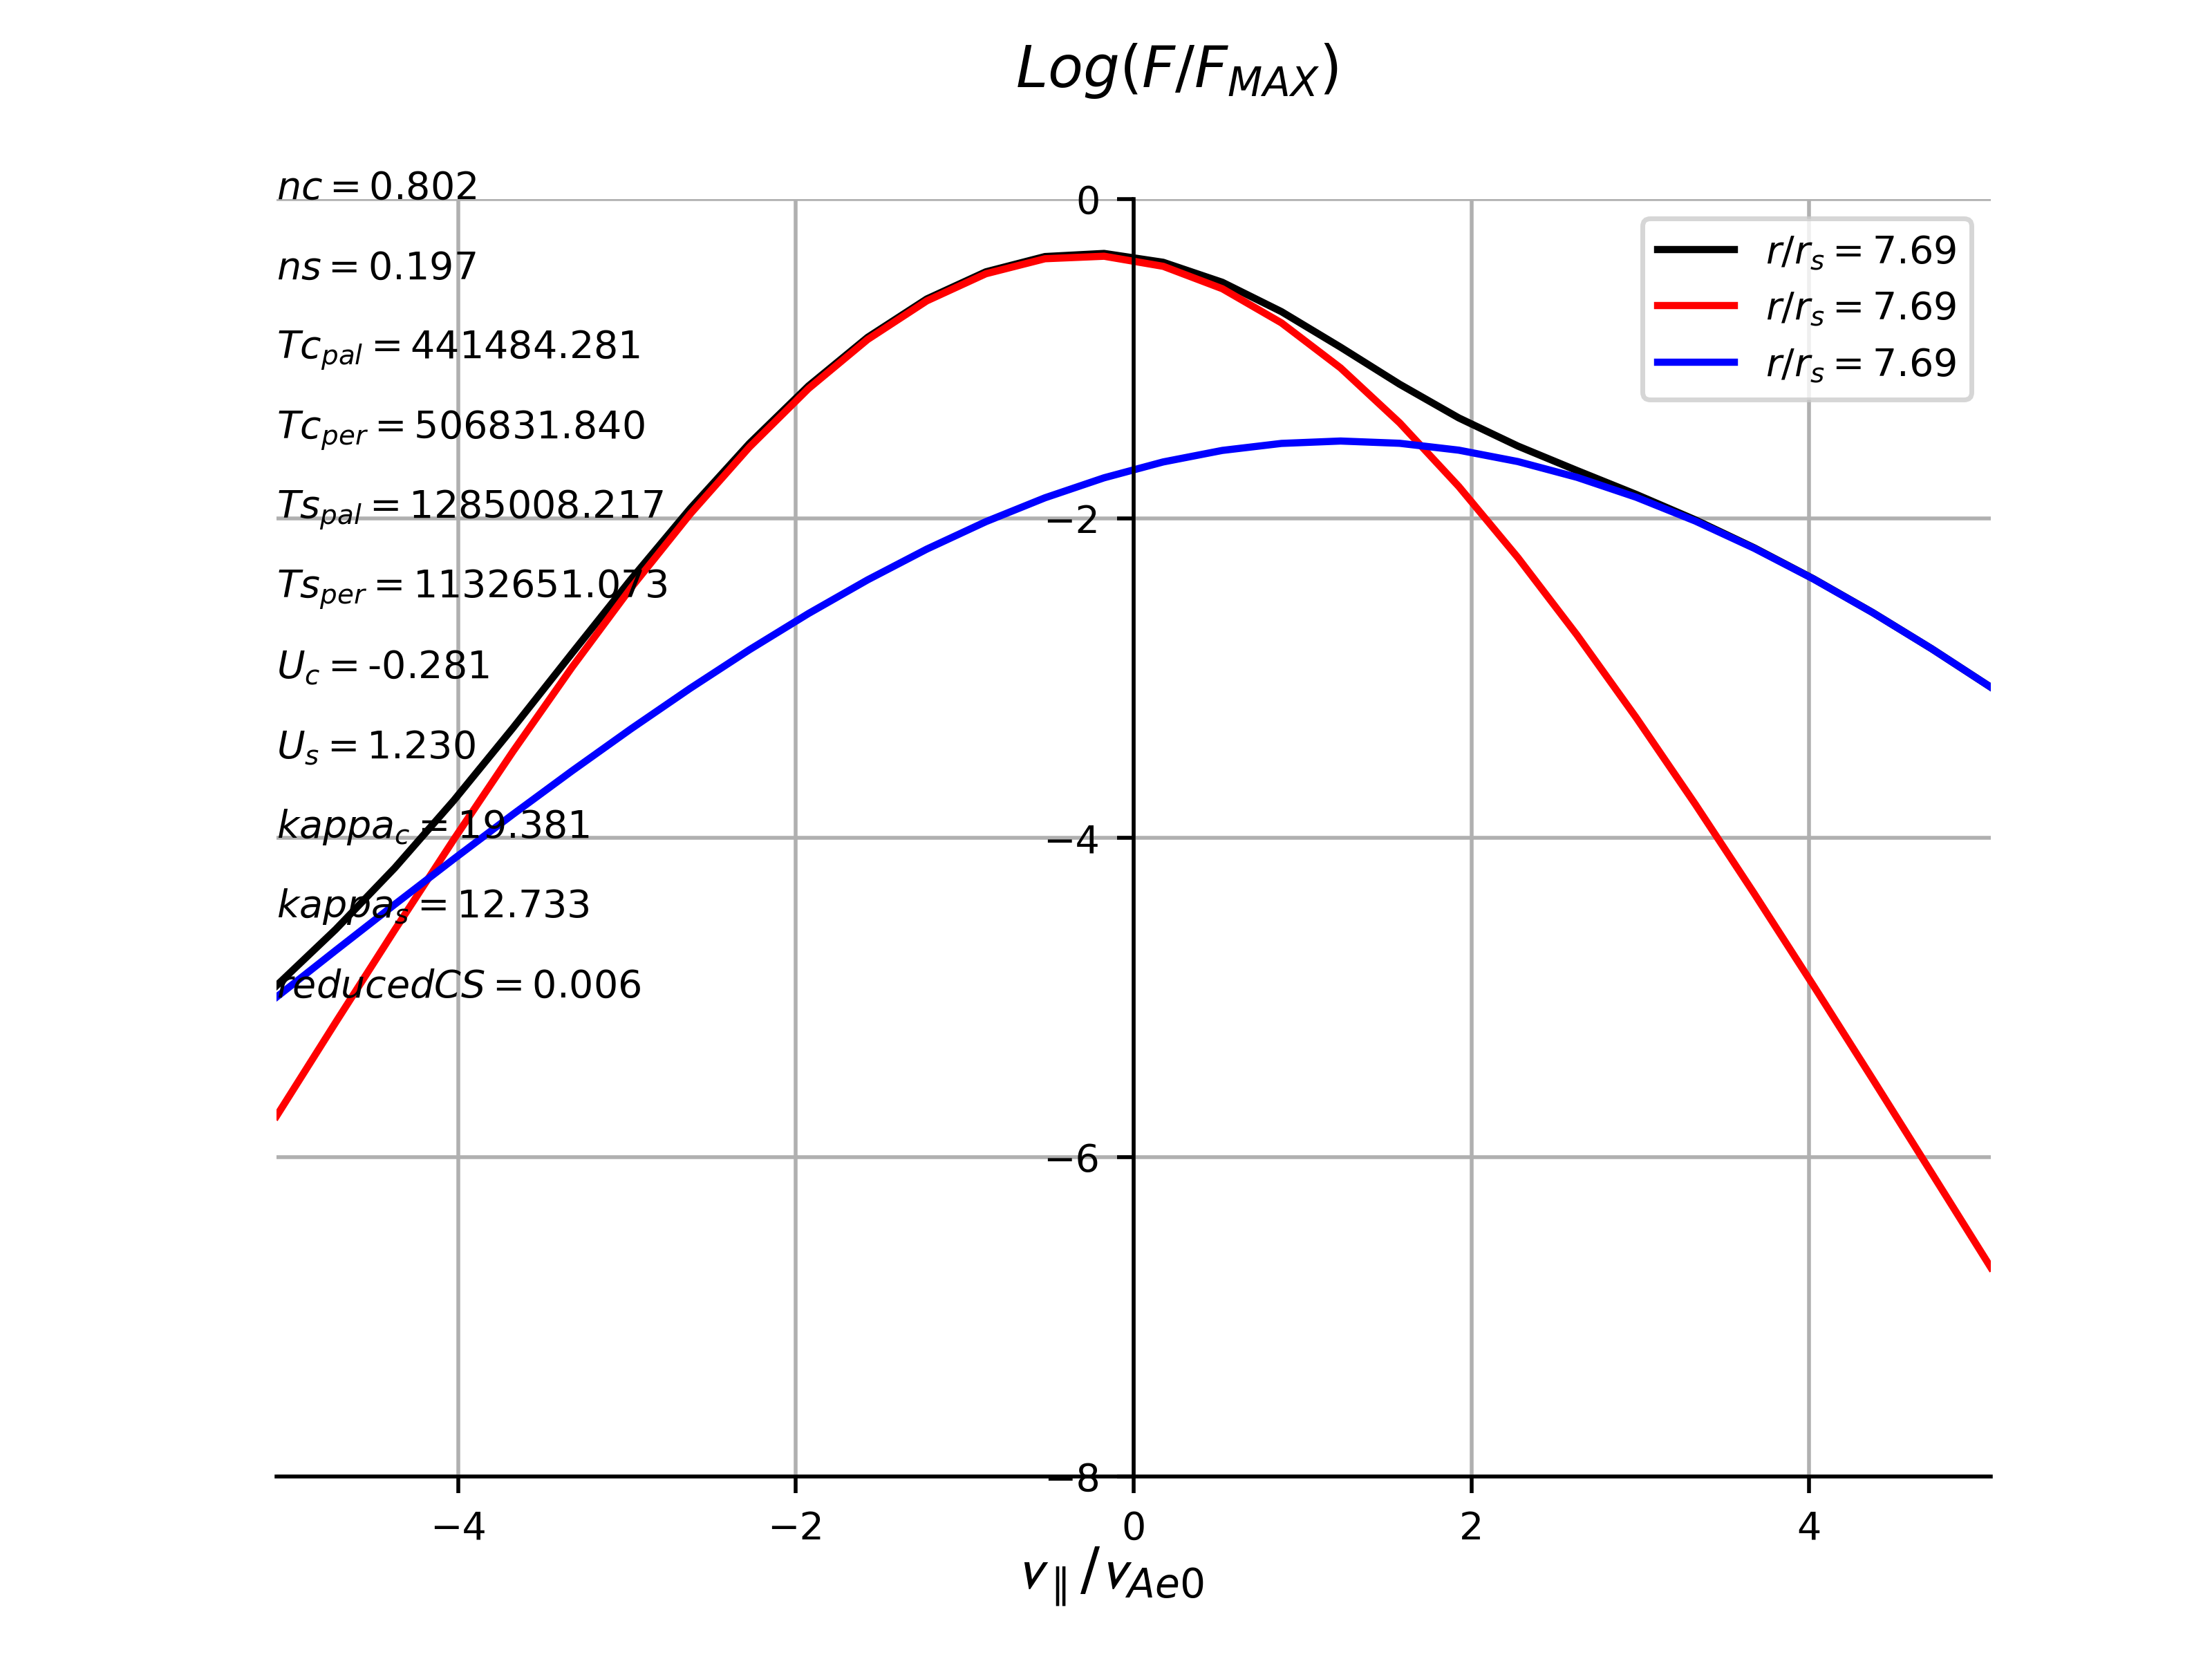 Log(F/F_MAX)
nc = 0.802
ns = 0.197
Tc_pal = 441484.281
Tc_per = 506831.840
Ts_pal = 1285008.217
Ts_per = 1132651.073
U_c = -0.281
U_s = 1.230
kappa_c = 19.381
kappa_s = 12.733
reducedCS = 0.006
r/r_s = 7.69
r/r_s = 7.69
r/r_s = 7.69
0
−2
−4
−6
−8
−4 −2 0 2 4
v_∥/v_Ae0